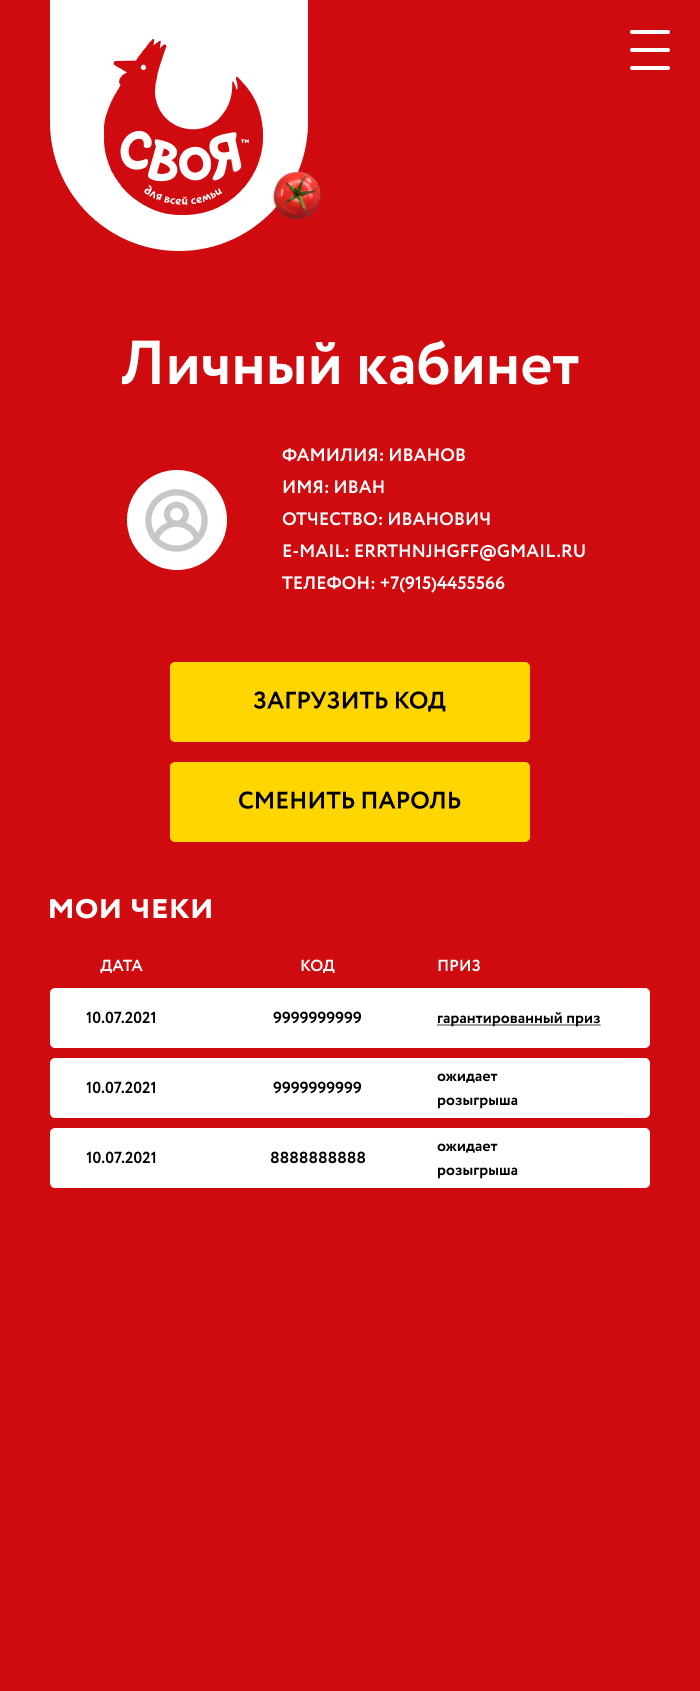 СВОЯ™
для всей семьи
Личный кабинет
ФАМИЛИЯ: ИВАНОВ
ИМЯ: ИВАН
ОТЧЕСТВО: ИВАНОВИЧ
E-MAIL: ERRTHNJHGFF@GMAIL.RU
ТЕЛЕФОН: +7(915)4455566
ЗАГРУЗИТЬ КОД
СМЕНИТЬ ПАРОЛЬ
МОИ ЧЕКИ
ДАТА КОД ПРИЗ
10.07.2021 9999999999 гарантированный приз
10.07.2021 9999999999 ожидает
розыгрыша
10.07.2021 8888888888 ожидает
розыгрыша